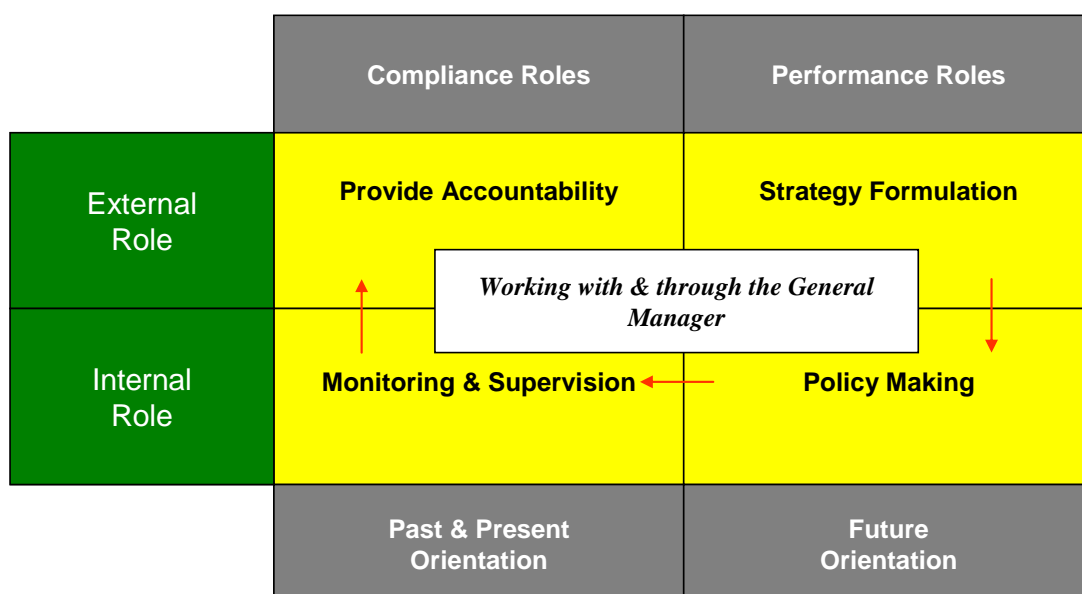 Compliance Roles
Performance Roles
External
Role
Provide Accountability
Strategy Formulation
Working with & through the General
Manager
Internal
Role
Monitoring & Supervision
Policy Making
Past & Present
Orientation
Future
Orientation